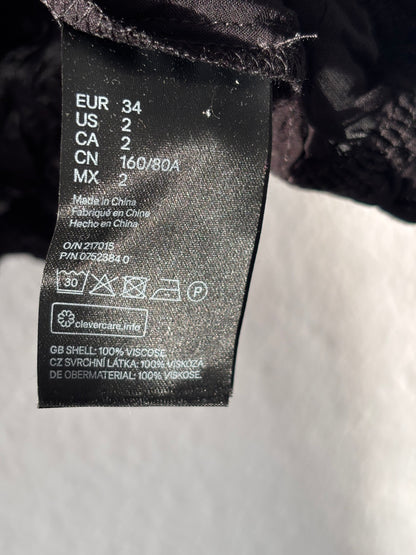 EUR 34
US 2
CA 2
CN 160/80A
MX 2
Made in China
Fabriqué en Chine
Hecho en China
O/N 217015
P/N 0752384 0
30 P
clevercare.info
GB SHELL: 100% VISCOSE.
CZ SVRCHNÍ LÁTKA: 100% VISKÓZA
DE OBERMATERIAL: 100% VISKOSE.